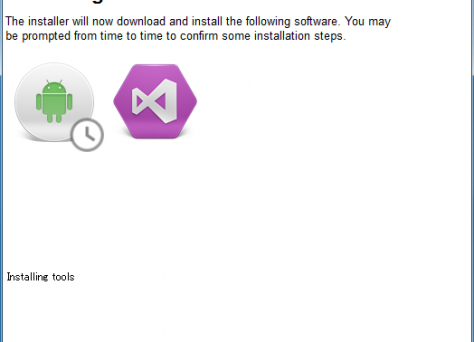 The installer will now download and install the following software. You may
be prompted from time to time to confirm some installation steps.
Installing tools